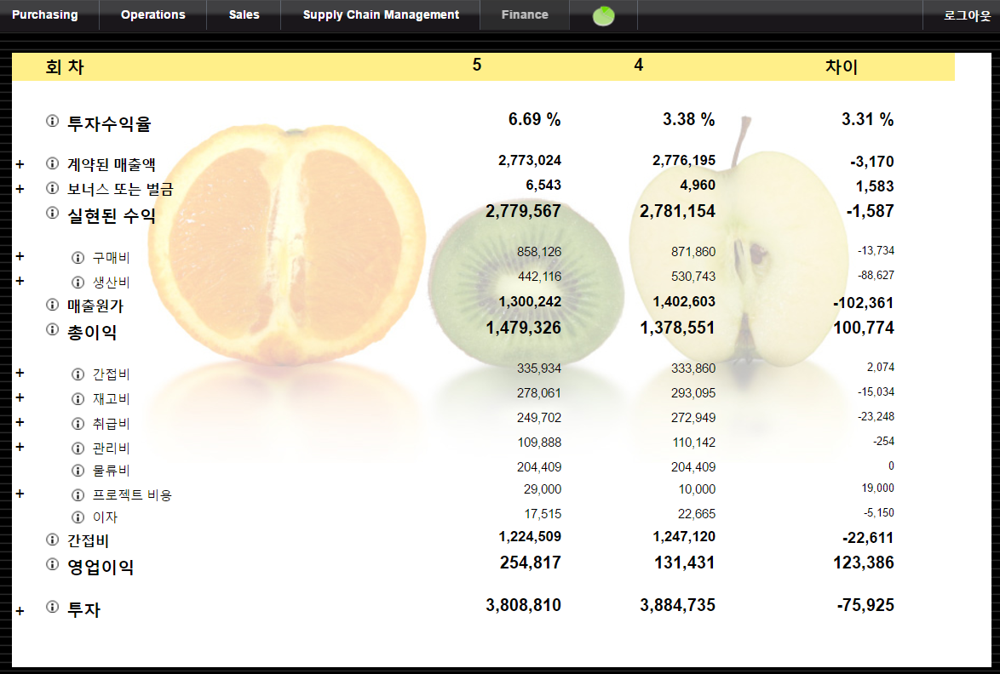 Purchasing Operations Sales Supply Chain Management Finance 로그아웃
회 차 5 4 차이
투자수익율 6.69 % 3.38 % 3.31 %
+ 계약된 매출액 2,773,024 2,776,195 -3,170
+ 보너스 또는 벌금 6,543 4,960 1,583
실현된 수익 2,779,567 2,781,154 -1,587
+ 구매비 858,126 871,860 -13,734
+ 생산비 442,116 530,743 -88,627
매출원가 1,300,242 1,402,603 -102,361
총이익 1,479,326 1,378,551 100,774
+ 간접비 335,934 333,860 2,074
+ 재고비 278,061 293,095 -15,034
+ 취급비 249,702 272,949 -23,248
+ 관리비 109,888 110,142 -254
물류비 204,409 204,409 0
+ 프로젝트 비용 29,000 10,000 19,000
이자 17,515 22,665 -5,150
간접비 1,224,509 1,247,120 -22,611
영업이익 254,817 131,431 123,386
+ 투자 3,808,810 3,884,735 -75,925